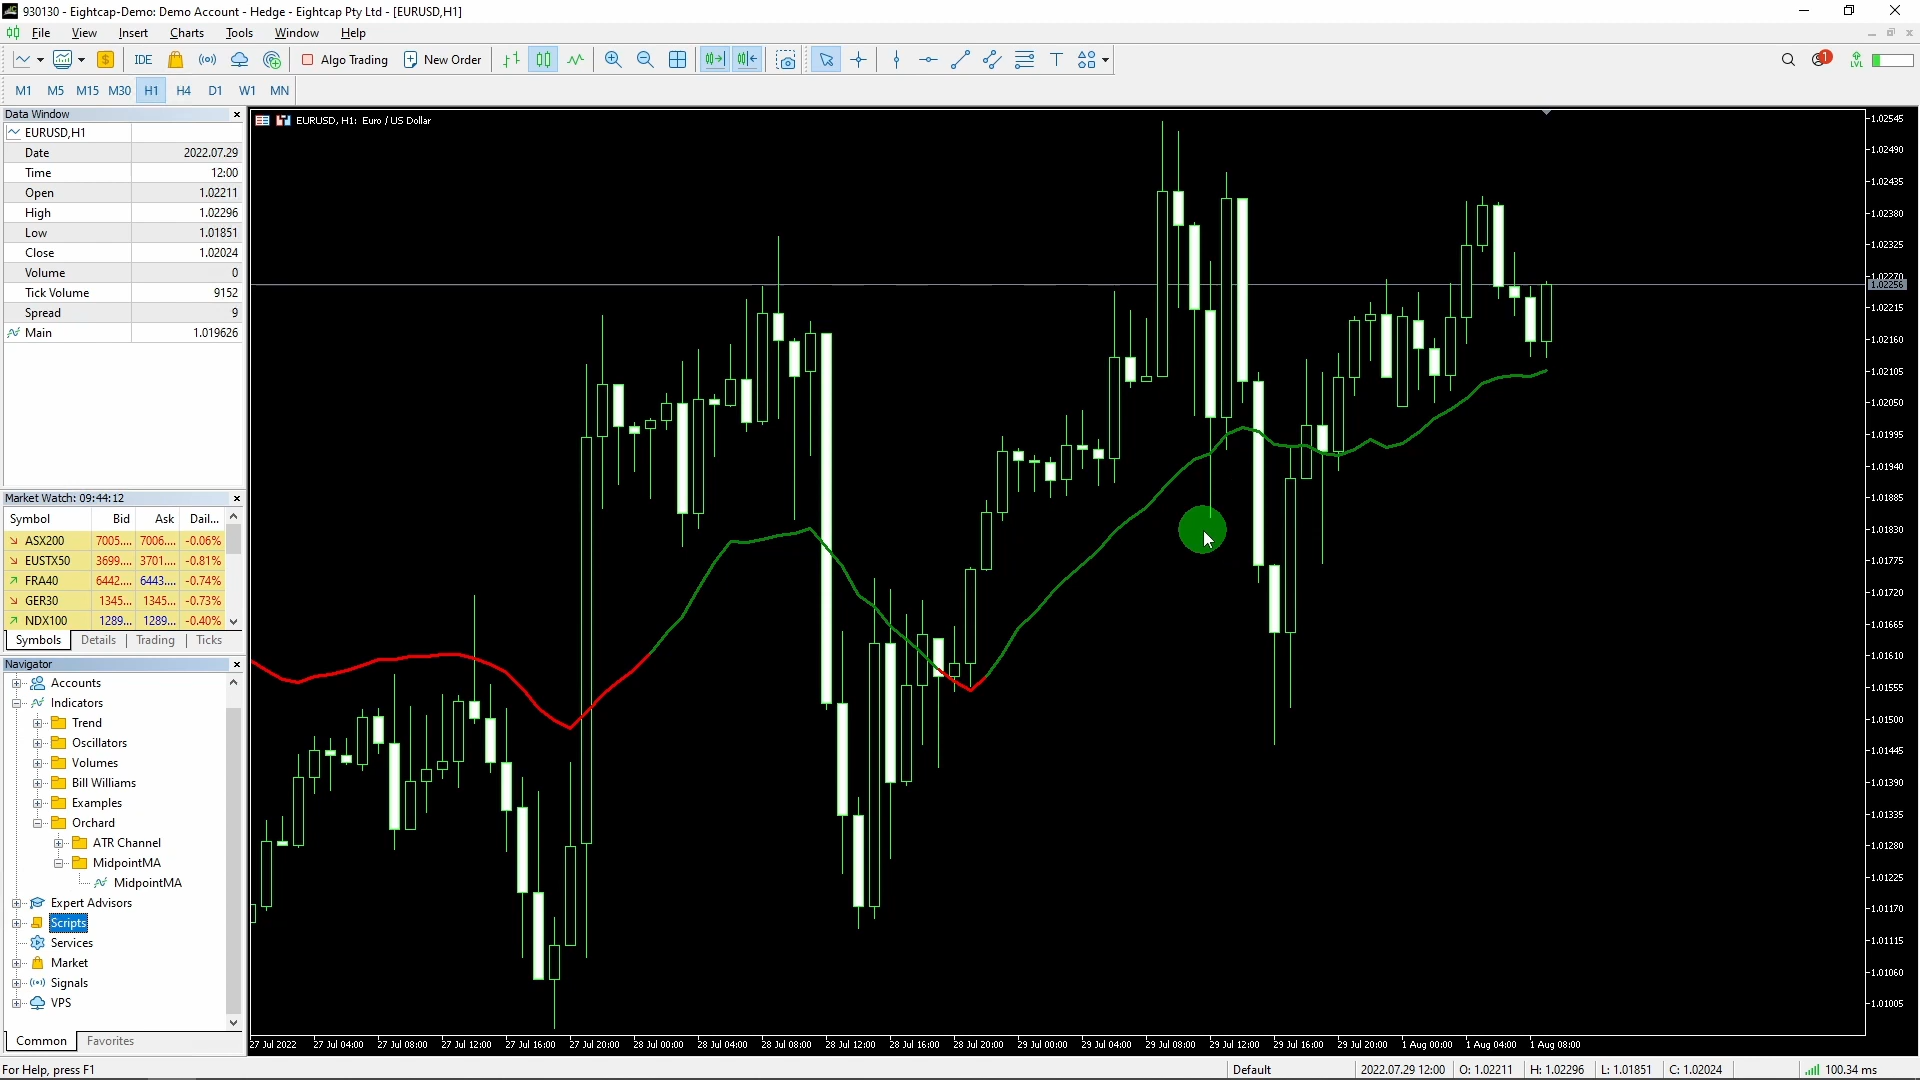 930130 - Eightcap-Demo: Demo Account - Hedge - Eightcap Pty Ltd - [EURUSD,H1]
File View Insert Charts Tools Window Help
IDE Algo Trading New Order 1 LVL
M1 M5 M15 M30 H1 H4 D1 W1 MN
Data Window
EURUSD,H1
Date 2022.07.29
Time 12:00
Open 1.02211
High 1.02296
Low 1.01851
Close 1.02024
Volume 0
Tick Volume 9152
Spread 9
Main 1.019626
Market Watch: 09:44:12
Symbol Bid Ask Dail...
ASX200 7005.... 7006.... -0.06%
EUSTX50 3699.... 3701.... -0.81%
FRA40 6442.... 6443.... -0.74%
GER30 1345... 1345... -0.73%
NDX100 1289... 1289... -0.40%
Symbols Details Trading Ticks
Navigator
Accounts
Indicators
Trend
Oscillators
Volumes
Bill Williams
Examples
Orchard
ATR Channel
MidpointMA
MidpointMA
Expert Advisors
Scripts
Services
Market
Signals
VPS
Common Favorites
EURUSD, H1: Euro / US Dollar
1.02545
1.02490
1.02435
1.02380
1.02325
1.02270
1.02256
1.02215
1.02160
1.02105
1.02050
1.01995
1.01940
1.01885
1.01830
1.01775
1.01720
1.01665
1.01610
1.01555
1.01500
1.01445
1.01390
1.01335
1.01280
1.01225
1.01170
1.01115
1.01060
1.01005
27 Jul 2022 27 Jul 04:00 27 Jul 08:00 27 Jul 12:00 27 Jul 16:00 27 Jul 20:00 28 Jul 00:00 28 Jul 04:00 28 Jul 08:00 28 Jul 12:00 28 Jul 16:00 28 Jul 20:00 29 Jul 00:00 29 Jul 04:00 29 Jul 08:00 29 Jul 12:00 29 Jul 16:00 29 Jul 20:00 1 Aug 00:00 1 Aug 04:00 1 Aug 08:00
For Help, press F1 Default 2022.07.29 12:00 O: 1.02211 H: 1.02296 L: 1.01851 C: 1.02024 100.34 ms